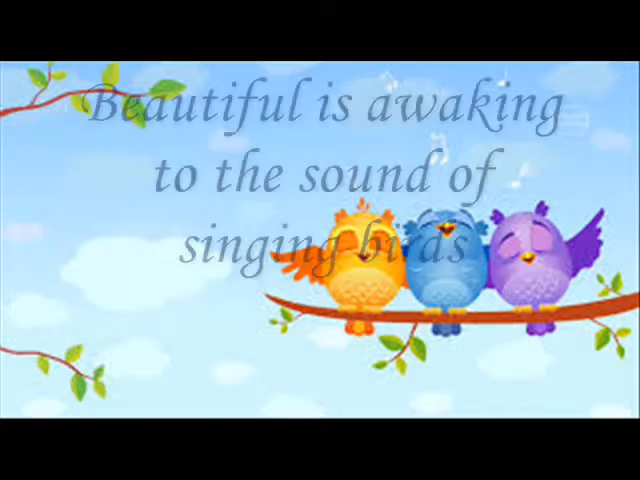 Beautiful is awaking
to the sound of
singing birds